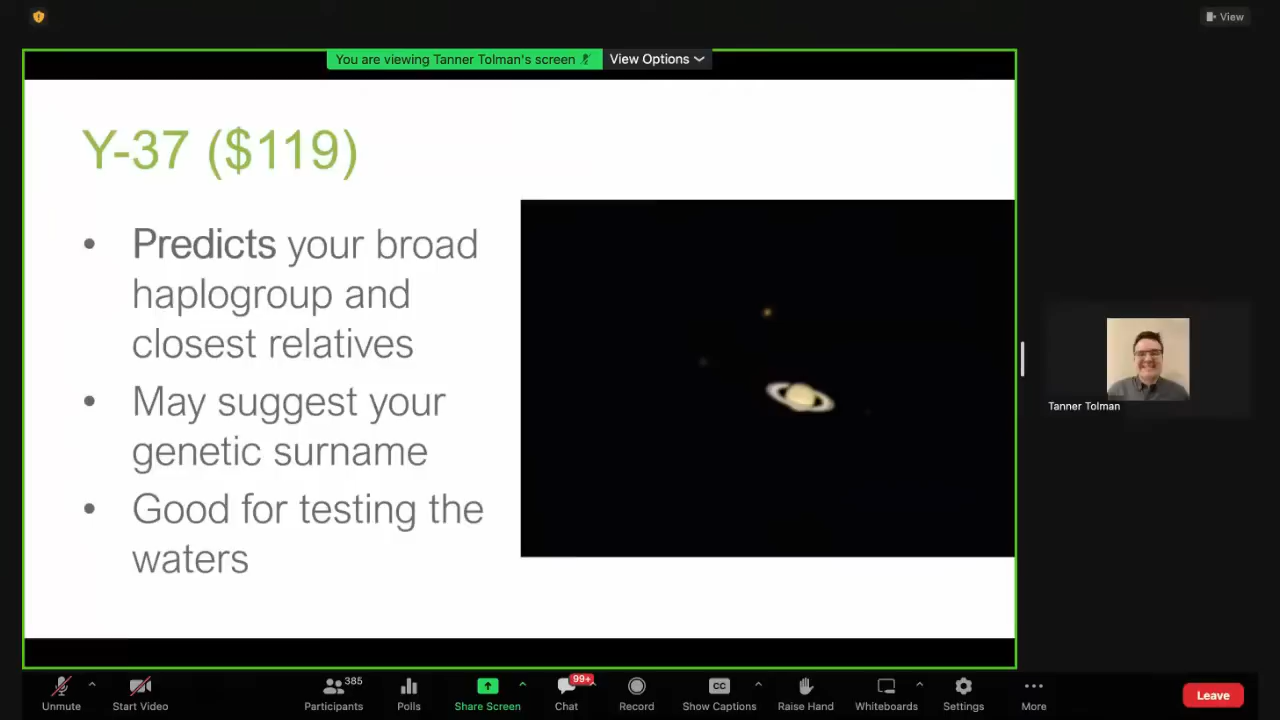 View
You are viewing Tanner Tolman's screen
View Options
Y-37 ($119)
• Predicts your broad
haplogroup and
closest relatives
• May suggest your
genetic surname
• Good for testing the
waters
Tanner Tolman
Unmute
Start Video
385
Participants
Polls
Share Screen
99+
Chat
Record
CC
Show Captions
Raise Hand
Whiteboards
Settings
More
Leave